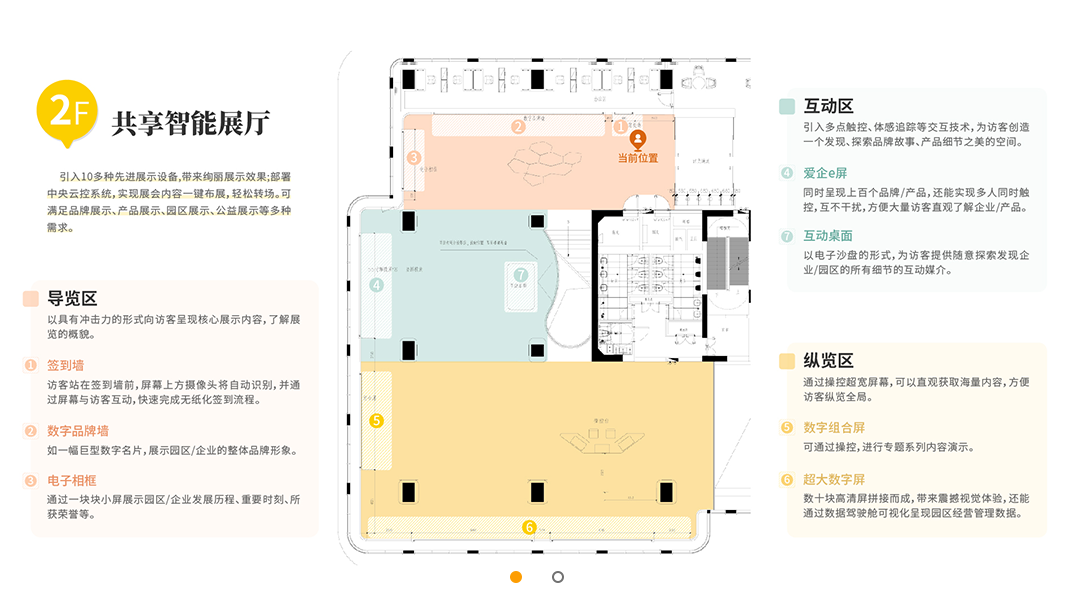 2F
共享智能展厅
引入10多种先进展示设备,带来绚丽展示效果;部署
中央云控系统,实现展会内容一键布展,轻松转场。可
满足品牌展示、产品展示、园区展示、公益展示等多种
需求。
导览区
以具有冲击力的形式向访客呈现核心展示内容,了解展
览的概貌。
1 签到墙
访客站在签到墙前,屏幕上方摄像头将自动识别,并通
过屏幕与访客互动,快速完成无纸化签到流程。
2 数字品牌墙
如一幅巨型数字名片,展示园区/企业的整体品牌形象。
3 电子相框
通过一块块小屏展示园区/企业发展历程、重要时刻、所
获荣誉等。
2
1
当前位置
3
4
7
5
6
互动区
引入多点触控、体感追踪等交互技术,为访客创造
一个发现、探索品牌故事、产品细节之美的空间。
4 爱企e屏
同时呈现上百个品牌/产品,还能实现多人同时触
控,互不干扰,方便大量访客直观了解企业/产品。
7 互动桌面
以电子沙盘的形式,为访客提供随意探索发现企
业/园区的所有细节的互动媒介。
纵览区
通过操控超宽屏幕,可以直观获取海量内容,方便
访客纵览全局。
5 数字组合屏
可通过操控,进行专题系列内容演示。
6 超大数字屏
数十块高清屏拼接而成,带来震撼视觉体验,还能
通过数据驾驶舱可视化呈现园区经营管理数据。